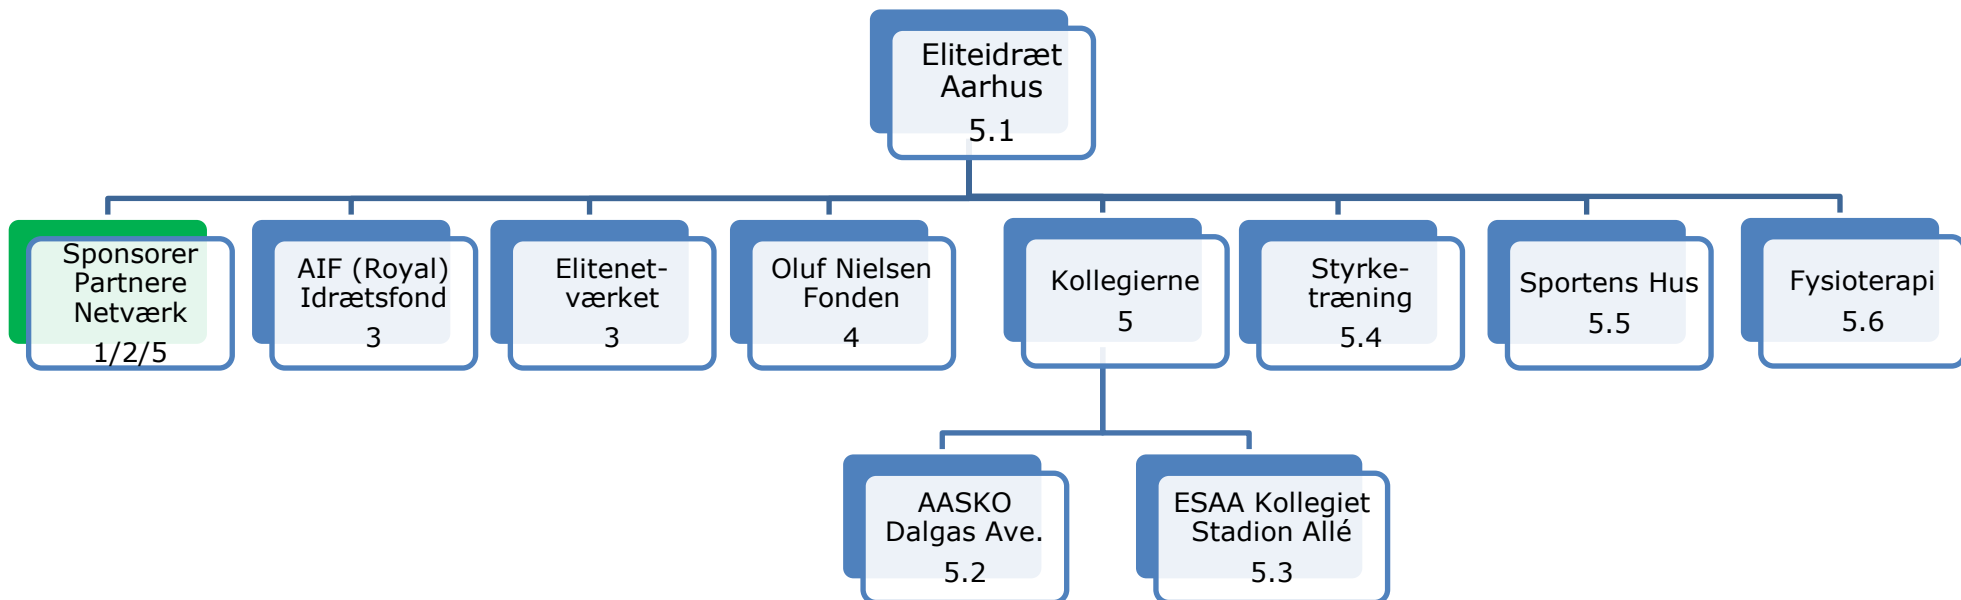 Eliteidræt
Aarhus
5.1
Sponsorer
Partnere
Netværk
1/2/5
AIF (Royal)
Idrætsfond
3
Elitenet-
værket
3
Oluf Nielsen
Fonden
4
Kollegierne
5
Styrke-
træning
5.4
Sportens Hus
5.5
Fysioterapi
5.6
AASKO
Dalgas Ave.
5.2
ESAA Kollegiet
Stadion Allé
5.3